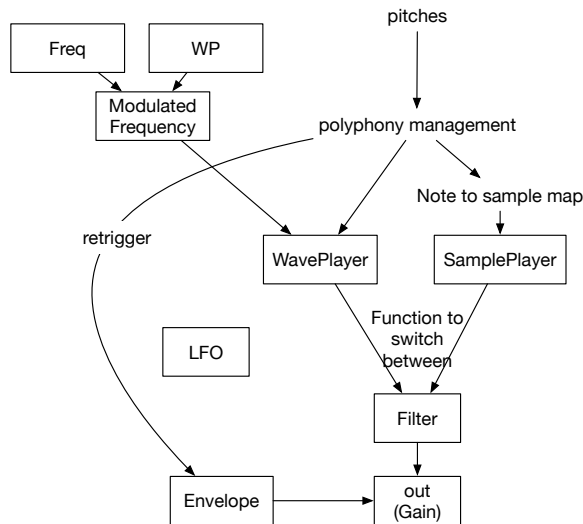 pitches
Freq
WP
Modulated
Frequency
polyphony management
Note to sample map
retrigger
WavePlayer
SamplePlayer
Function to
switch
between
LFO
Filter
Envelope
out
(Gain)